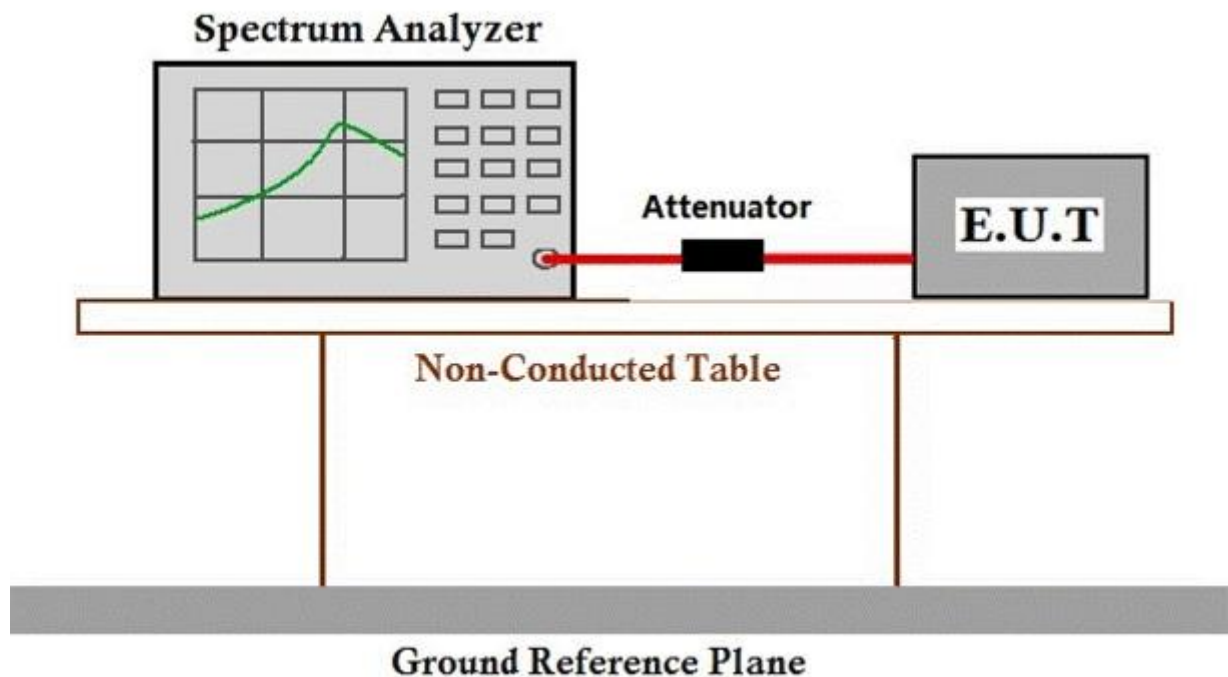 Spectrum Analyzer
Attenuator
E.U.T
Non-Conducted Table
Ground Reference Plane